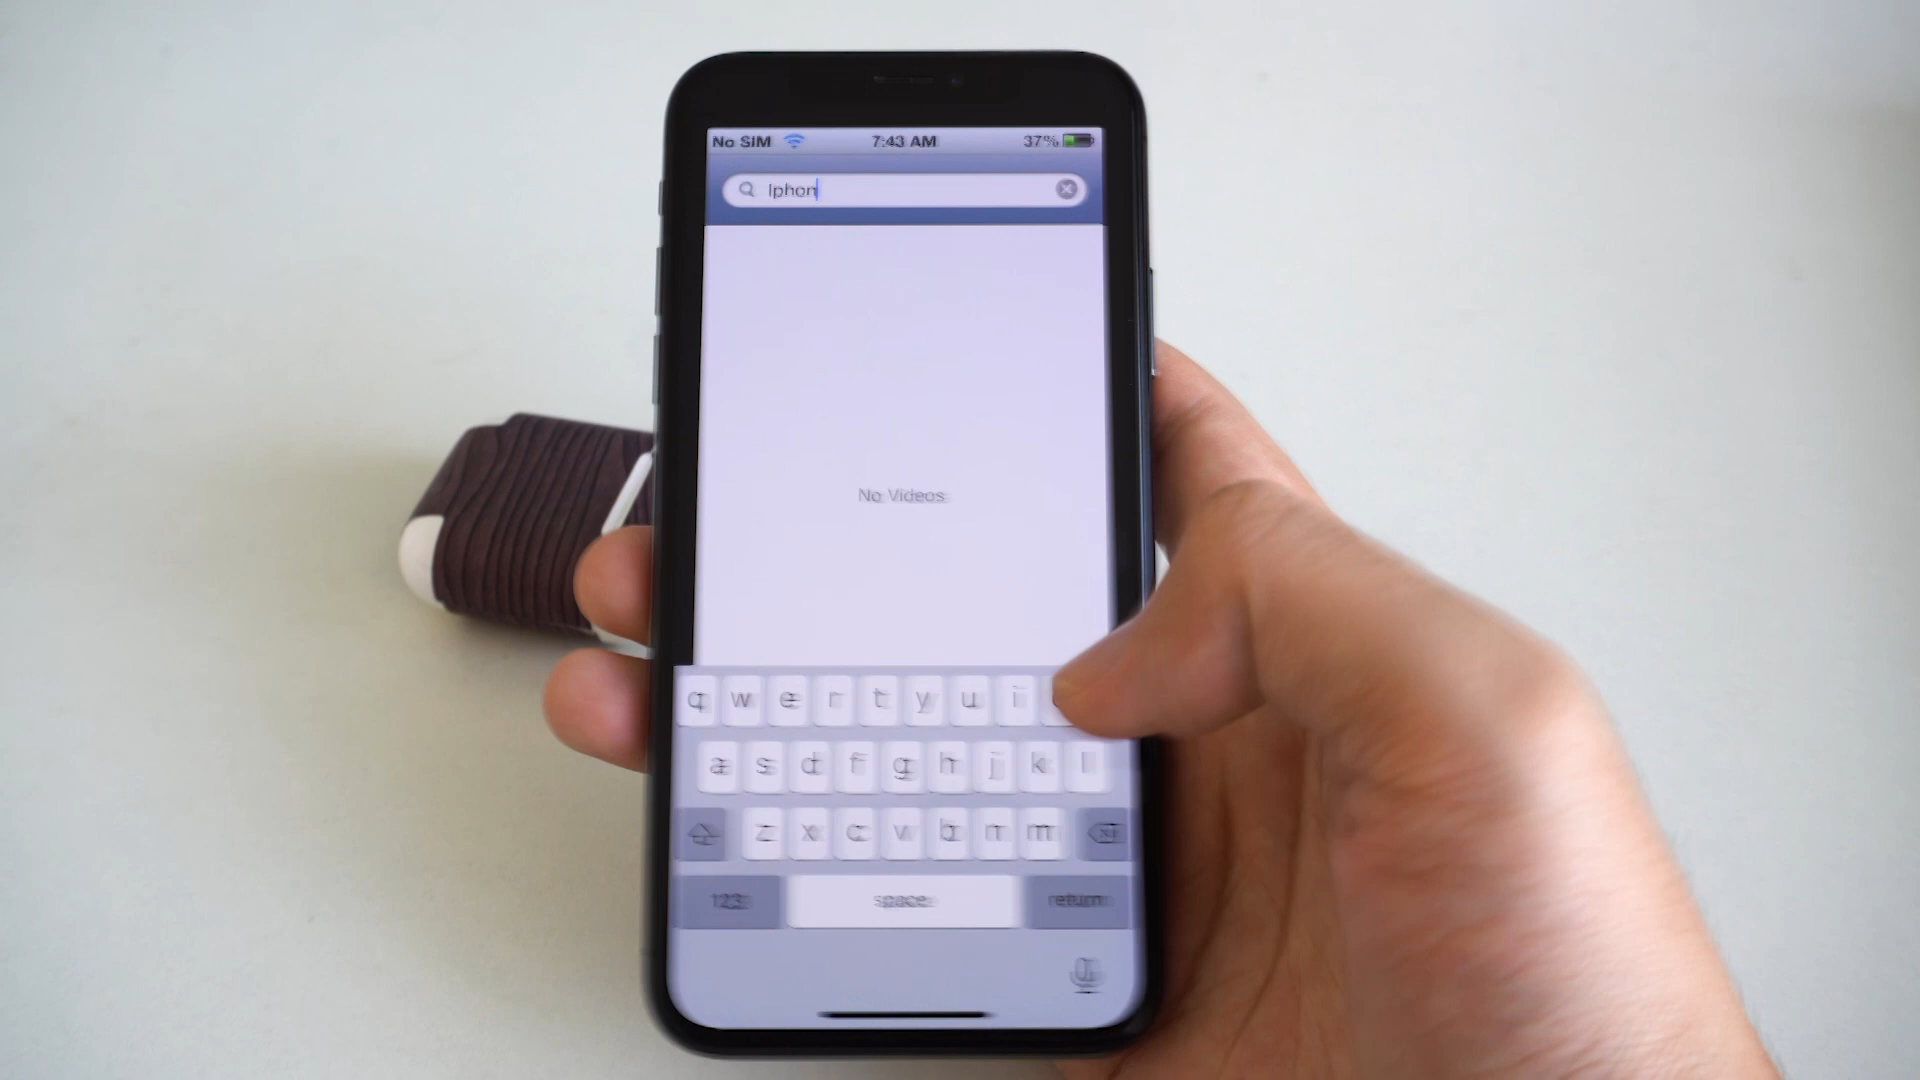 No SIM 7:43 AM 37%
Iphon
No Videos
q w e r t y u i
a s d f g h j k l
z x c v b n m
123 space return